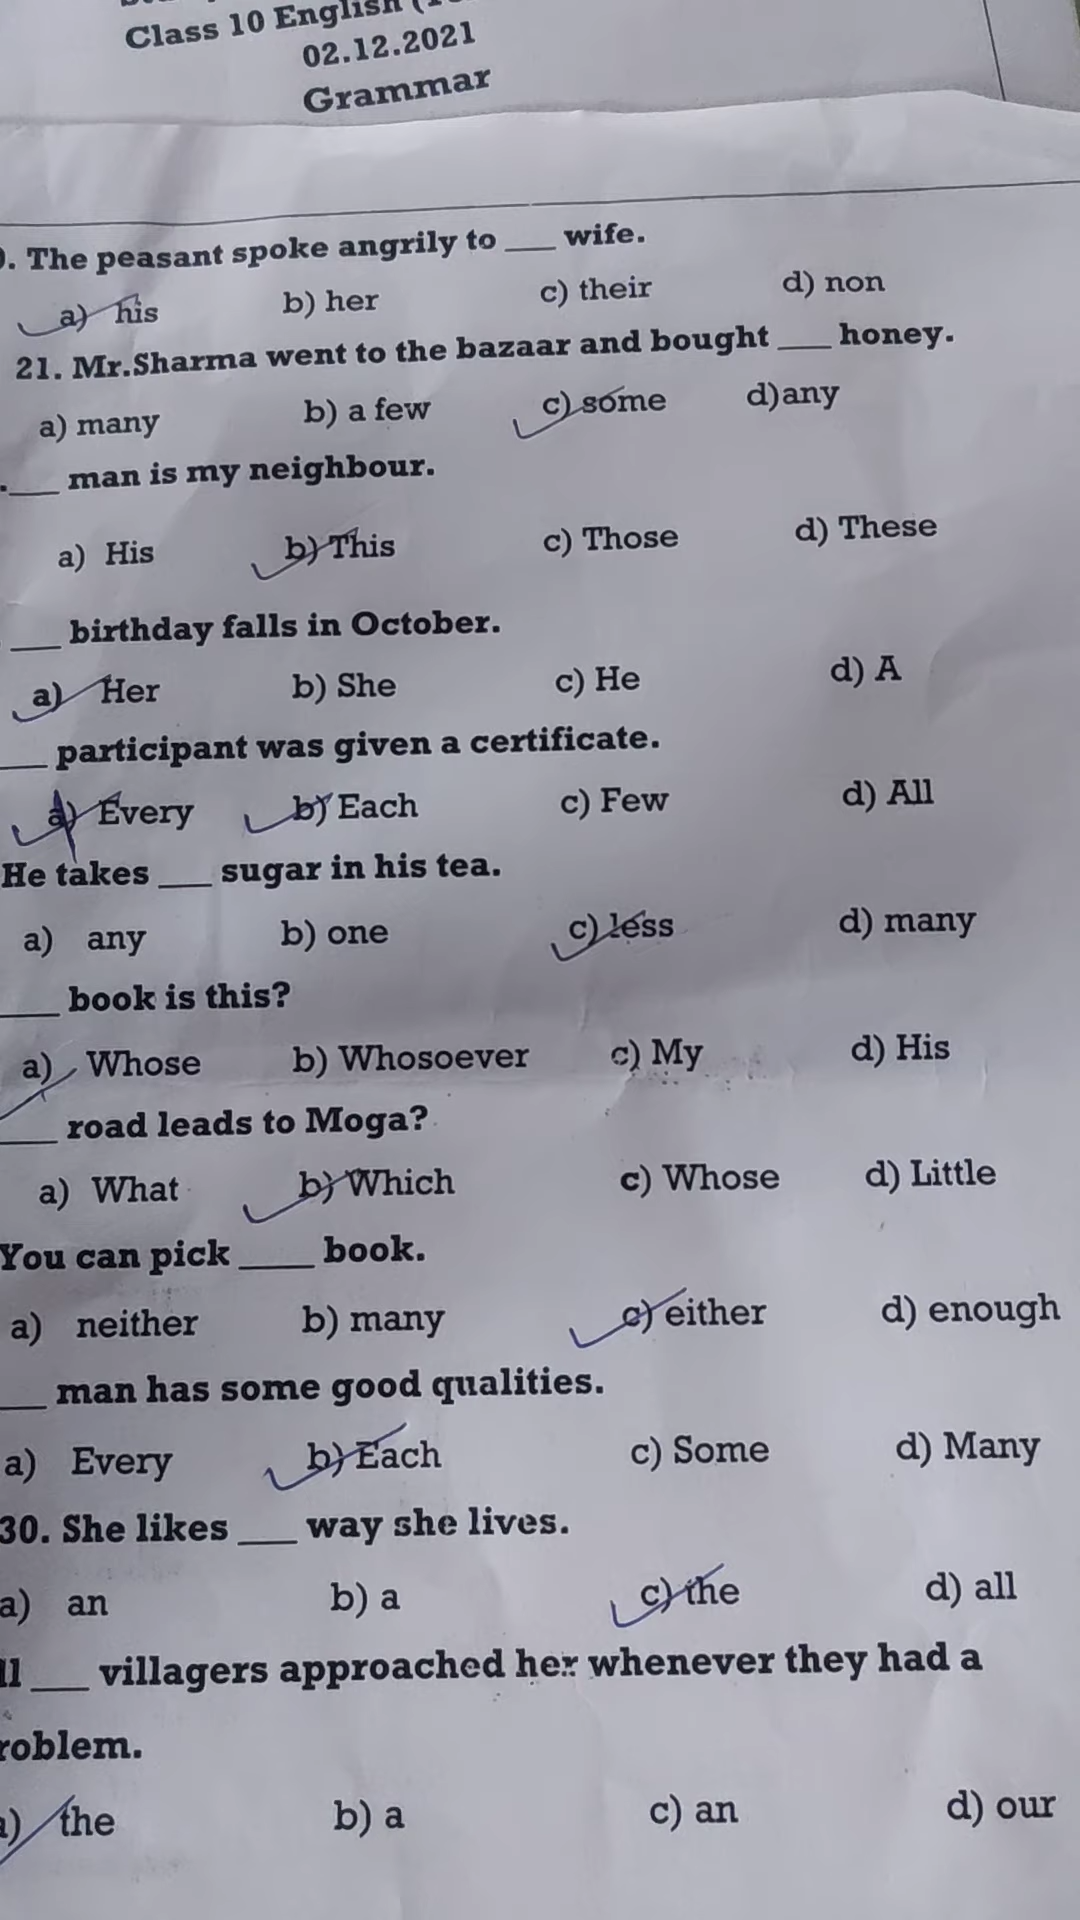 Class 10 English
02.12.2021
Grammar
. The peasant spoke angrily to ___ wife.
a) his b) her c) their d) non
21. Mr.Sharma went to the bazaar and bought ___ honey.
a) many b) a few c) some d)any
.___ man is my neighbour.
a) His b) This c) Those d) These
___ birthday falls in October.
a) Her b) She c) He d) A
___ participant was given a certificate.
a) Every b) Each c) Few d) All
He takes ___ sugar in his tea.
a) any b) one c) less d) many
___ book is this?
a) Whose b) Whosoever c) My d) His
___ road leads to Moga?
a) What b) Which c) Whose d) Little
You can pick ____ book.
a) neither b) many c) either d) enough
___ man has some good qualities.
a) Every b) Each c) Some d) Many
30. She likes ___ way she lives.
a) an b) a c) the d) all
ll ___ villagers approached her whenever they had a
roblem.
) the b) a c) an d) our